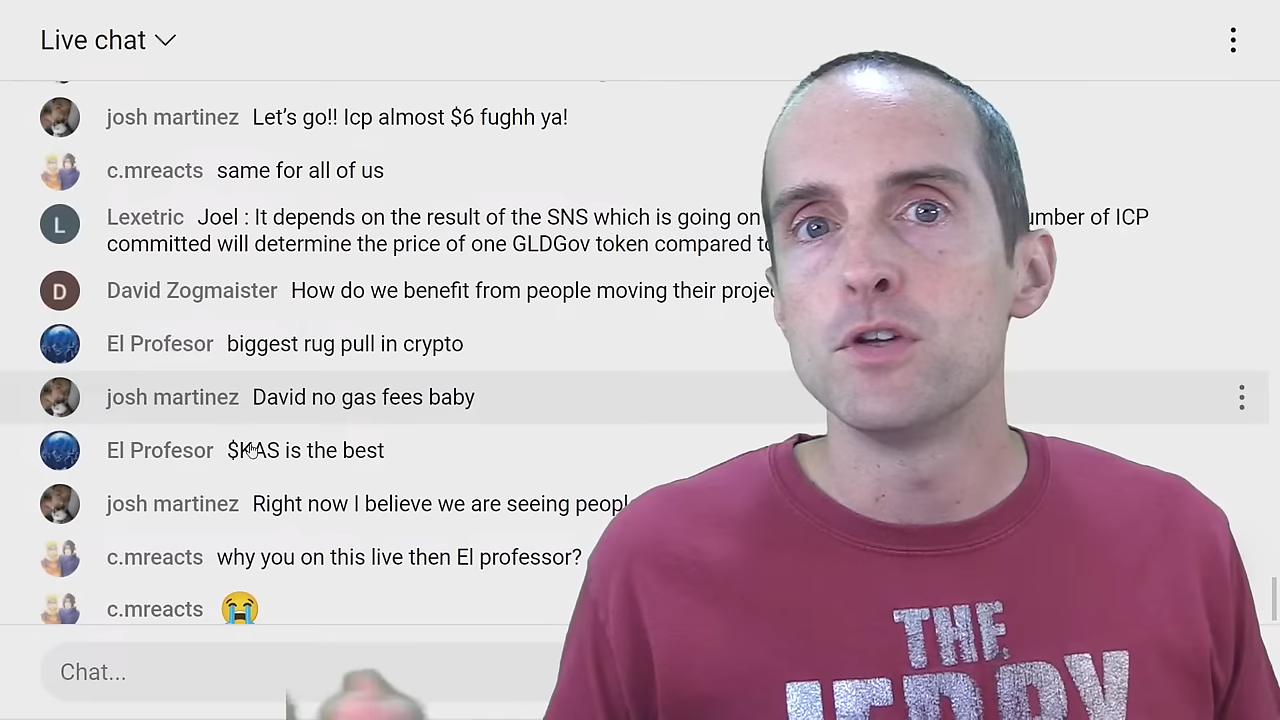 Live chat
josh martinez Let’s go!! Icp almost $6 fughh ya!
c.mreacts same for all of us
L Lexetric Joel : It depends on the result of the SNS which is going on of ICP
committed will determine the price of one GLDGov token compared
D David Zogmaister How do we benefit from people moving their
El Profesor biggest rug pull in crypto
josh martinez David no gas fees baby
El Profesor $KAS is the best
josh martinez Right now I believe we are seeing
c.mreacts why you on this live then El professor?
c.mreacts 😭
Chat...
THE
JERRY